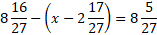 8 16/27 − (x − 2 17/27) = 8 5/27